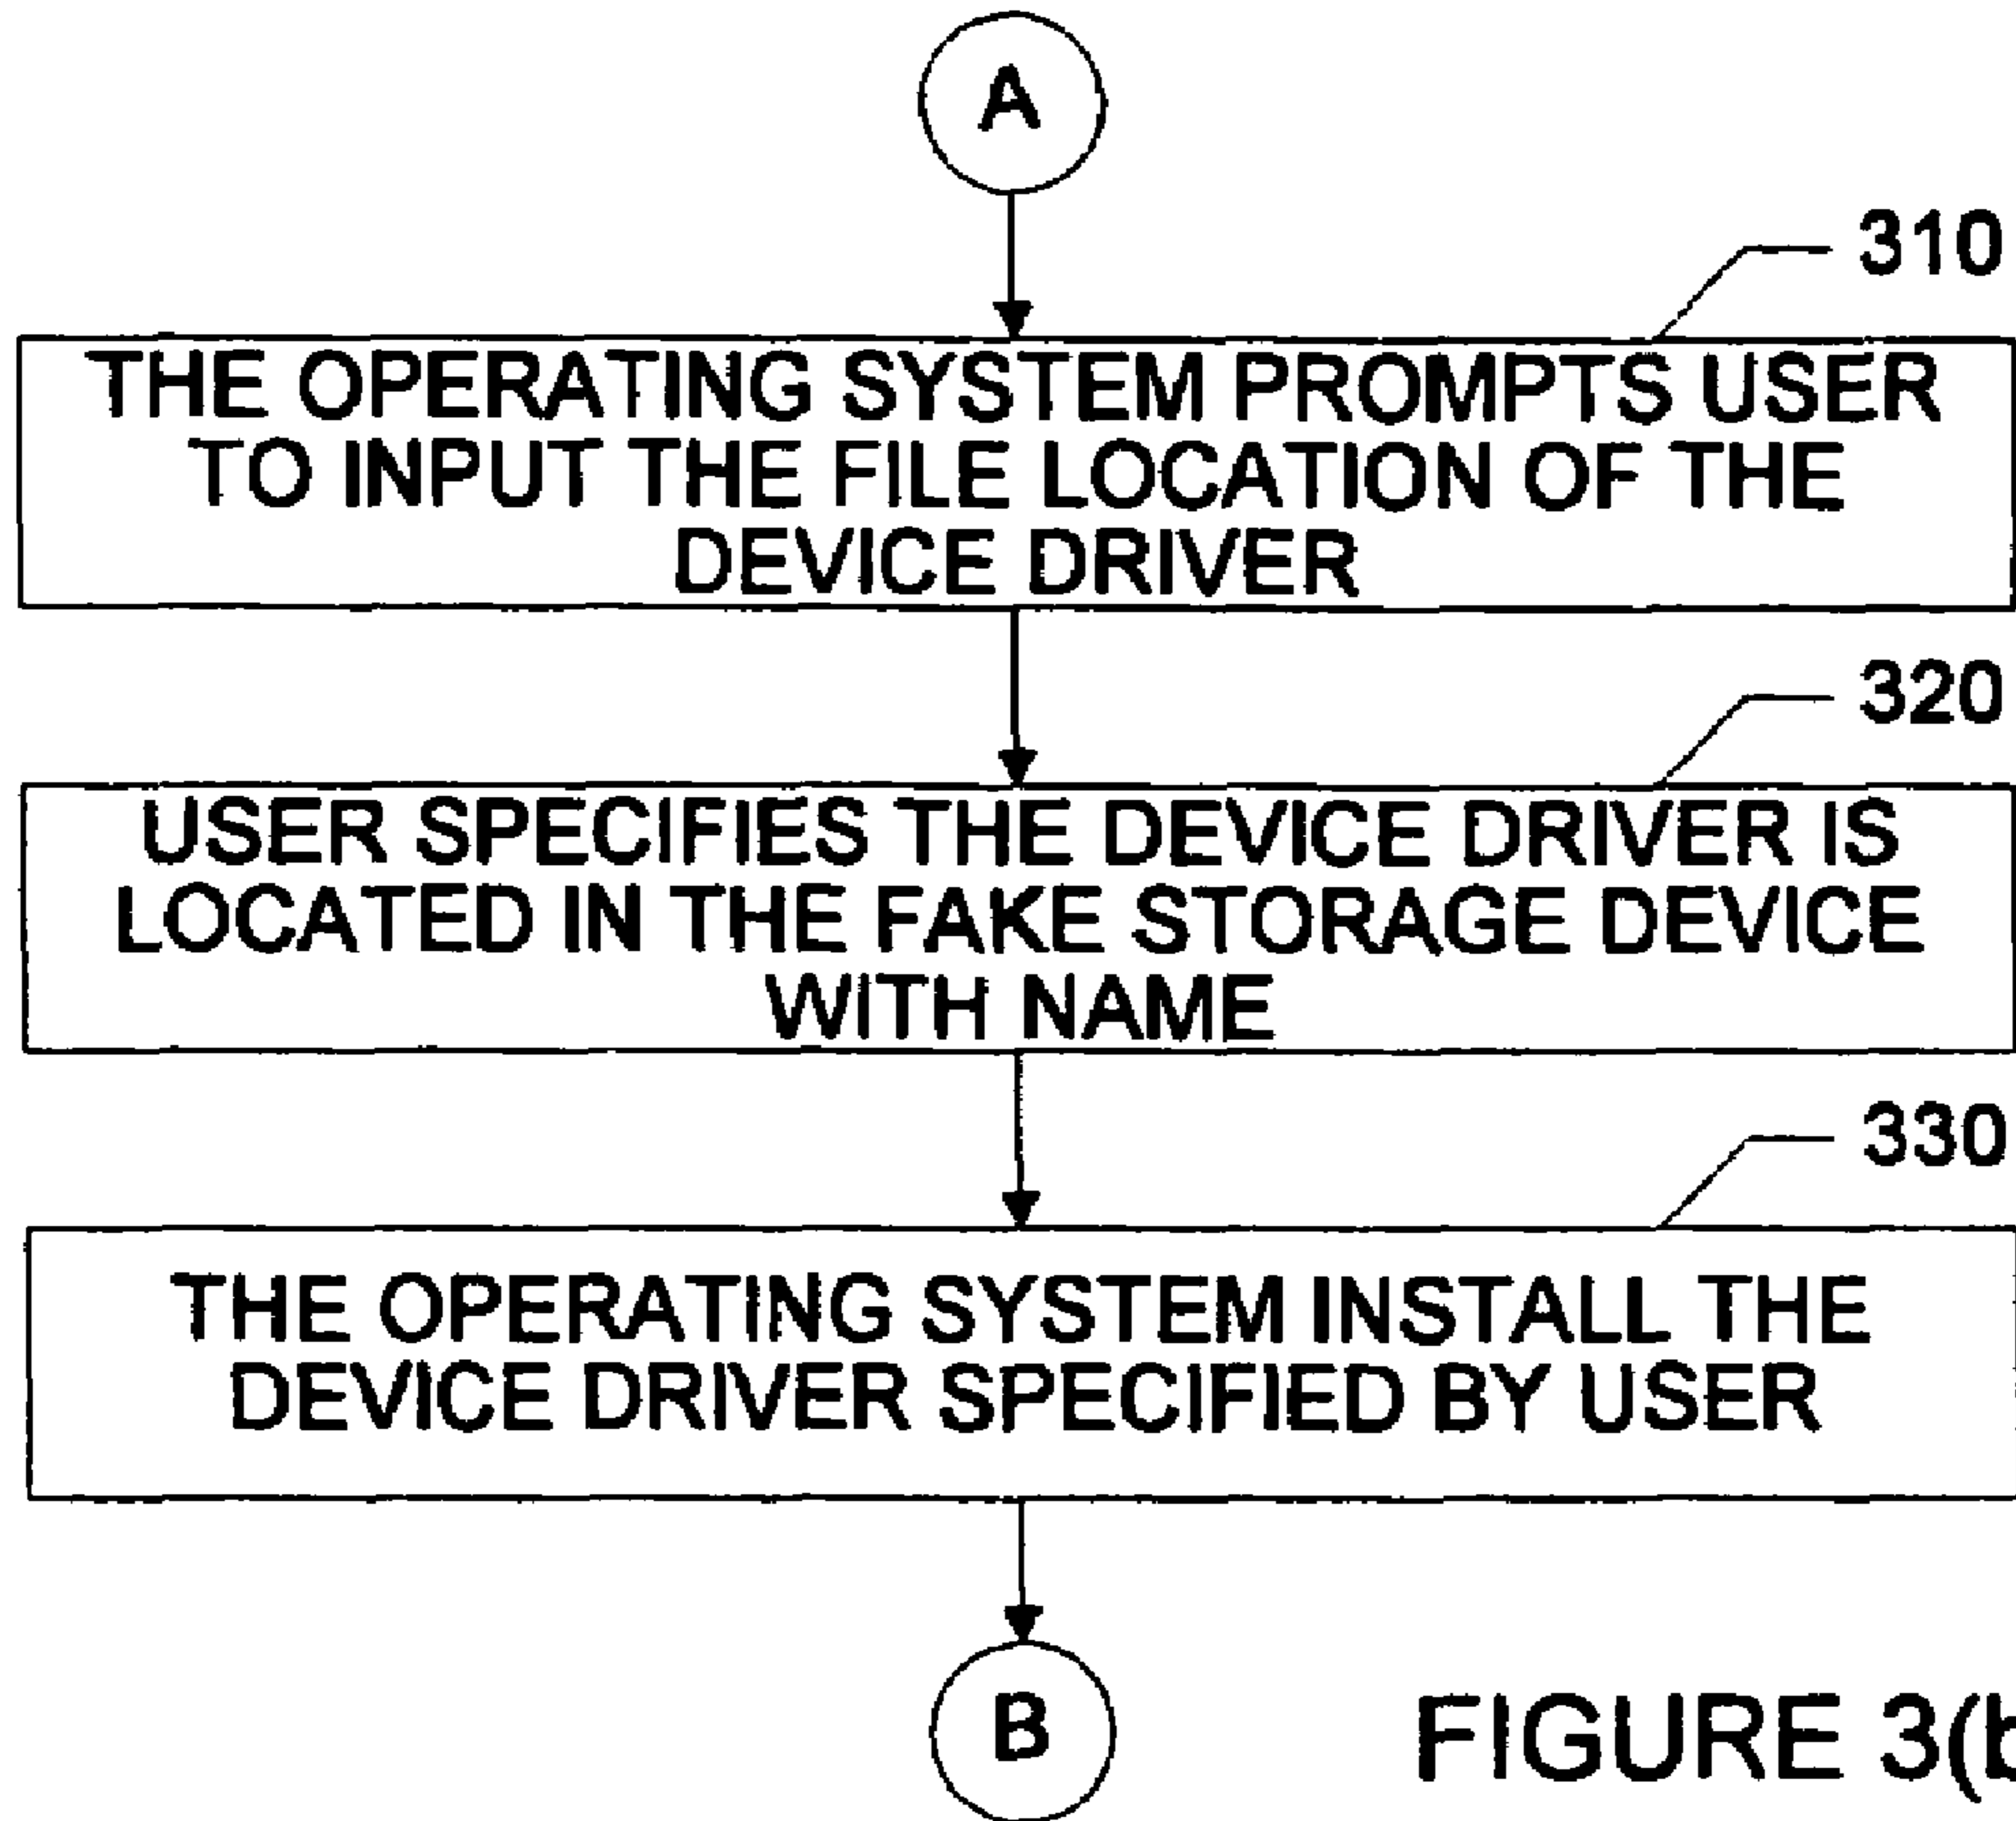 A
310
THE OPERATING SYSTEM PROMPTS USER
TO INPUT THE FILE LOCATION OF THE
DEVICE DRIVER
320
USER SPECIFIES THE DEVICE DRIVER IS
LOCATED IN THE FAKE STORAGE DEVICE
WITH NAME
330
THE OPERATING SYSTEM INSTALL THE
DEVICE DRIVER SPECIFIED BY USER
B
FIGURE 3(b